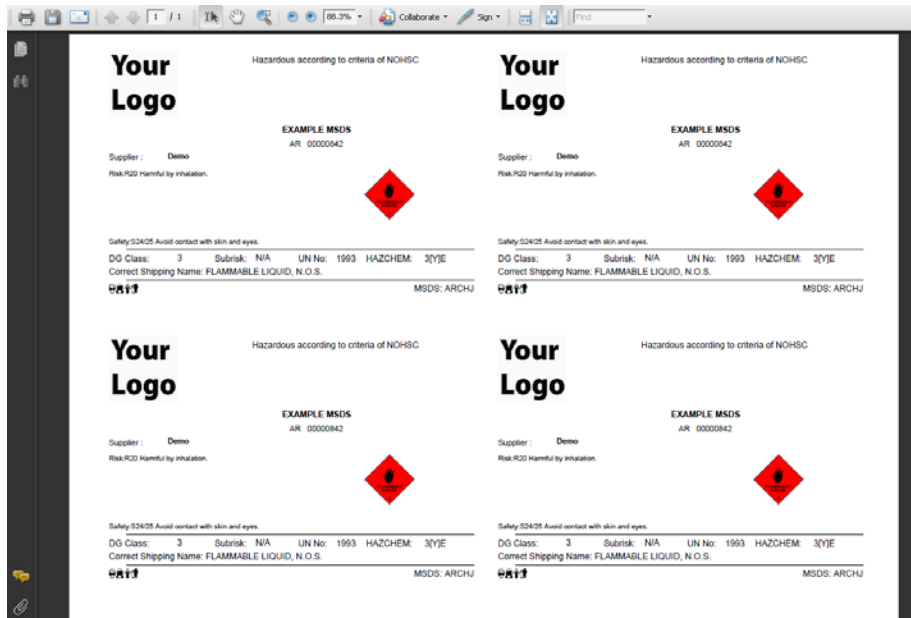 1 / 1 88.3% Collaborate Sign Find
Your
Logo
Hazardous according to criteria of NOHSC
EXAMPLE MSDS
AR 00000842
Supplier : Demo
Risk:R20 Harmful by inhalation.
FLAMMABLE
LIQUID
Safety:S24/25 Avoid contact with skin and eyes.
DG Class: 3 Subrisk: N/A UN No: 1993 HAZCHEM: 3[Y]E
Correct Shipping Name: FLAMMABLE LIQUID, N.O.S.
MSDS: ARCHJ
Your
Logo
Hazardous according to criteria of NOHSC
EXAMPLE MSDS
AR 00000842
Supplier : Demo
Risk:R20 Harmful by inhalation.
FLAMMABLE
LIQUID
Safety:S24/25 Avoid contact with skin and eyes.
DG Class: 3 Subrisk: N/A UN No: 1993 HAZCHEM: 3[Y]E
Correct Shipping Name: FLAMMABLE LIQUID, N.O.S.
MSDS: ARCHJ
Your
Logo
Hazardous according to criteria of NOHSC
EXAMPLE MSDS
AR 00000842
Supplier : Demo
Risk:R20 Harmful by inhalation.
FLAMMABLE
LIQUID
Safety:S24/25 Avoid contact with skin and eyes.
DG Class: 3 Subrisk: N/A UN No: 1993 HAZCHEM: 3[Y]E
Correct Shipping Name: FLAMMABLE LIQUID, N.O.S.
MSDS: ARCHJ
Your
Logo
Hazardous according to criteria of NOHSC
EXAMPLE MSDS
AR 00000842
Supplier : Demo
Risk:R20 Harmful by inhalation.
FLAMMABLE
LIQUID
Safety:S24/25 Avoid contact with skin and eyes.
DG Class: 3 Subrisk: N/A UN No: 1993 HAZCHEM: 3[Y]E
Correct Shipping Name: FLAMMABLE LIQUID, N.O.S.
MSDS: ARCHJ